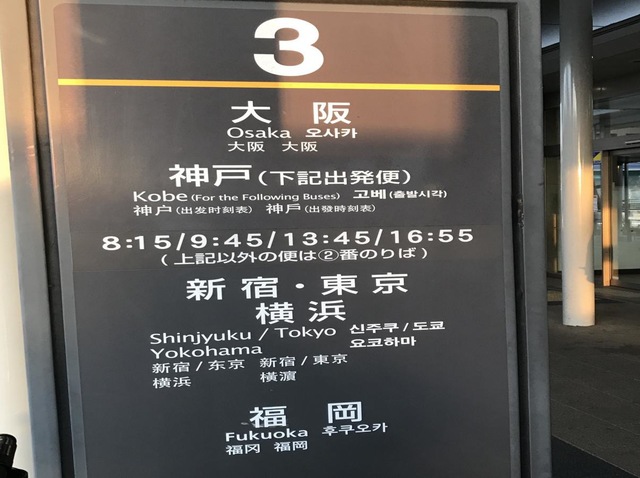 3
大 阪
Osaka 오사카
大阪 大阪
神戸(下記出発便)
Kobe (For the Following Buses) 고베(출발시각)
神户(出发时刻表) 神戶(出發時刻表)
8:15/9:45/13:45/16:55
(上記以外の便は②番のりば)
新宿・東京
横浜
Shinjyuku / Tokyo 신주쿠/도쿄
Yokohama 요코하마
新宿/东京 新宿/東京
横浜 橫濱
福 岡
Fukuoka 후쿠오카
福冈 福岡